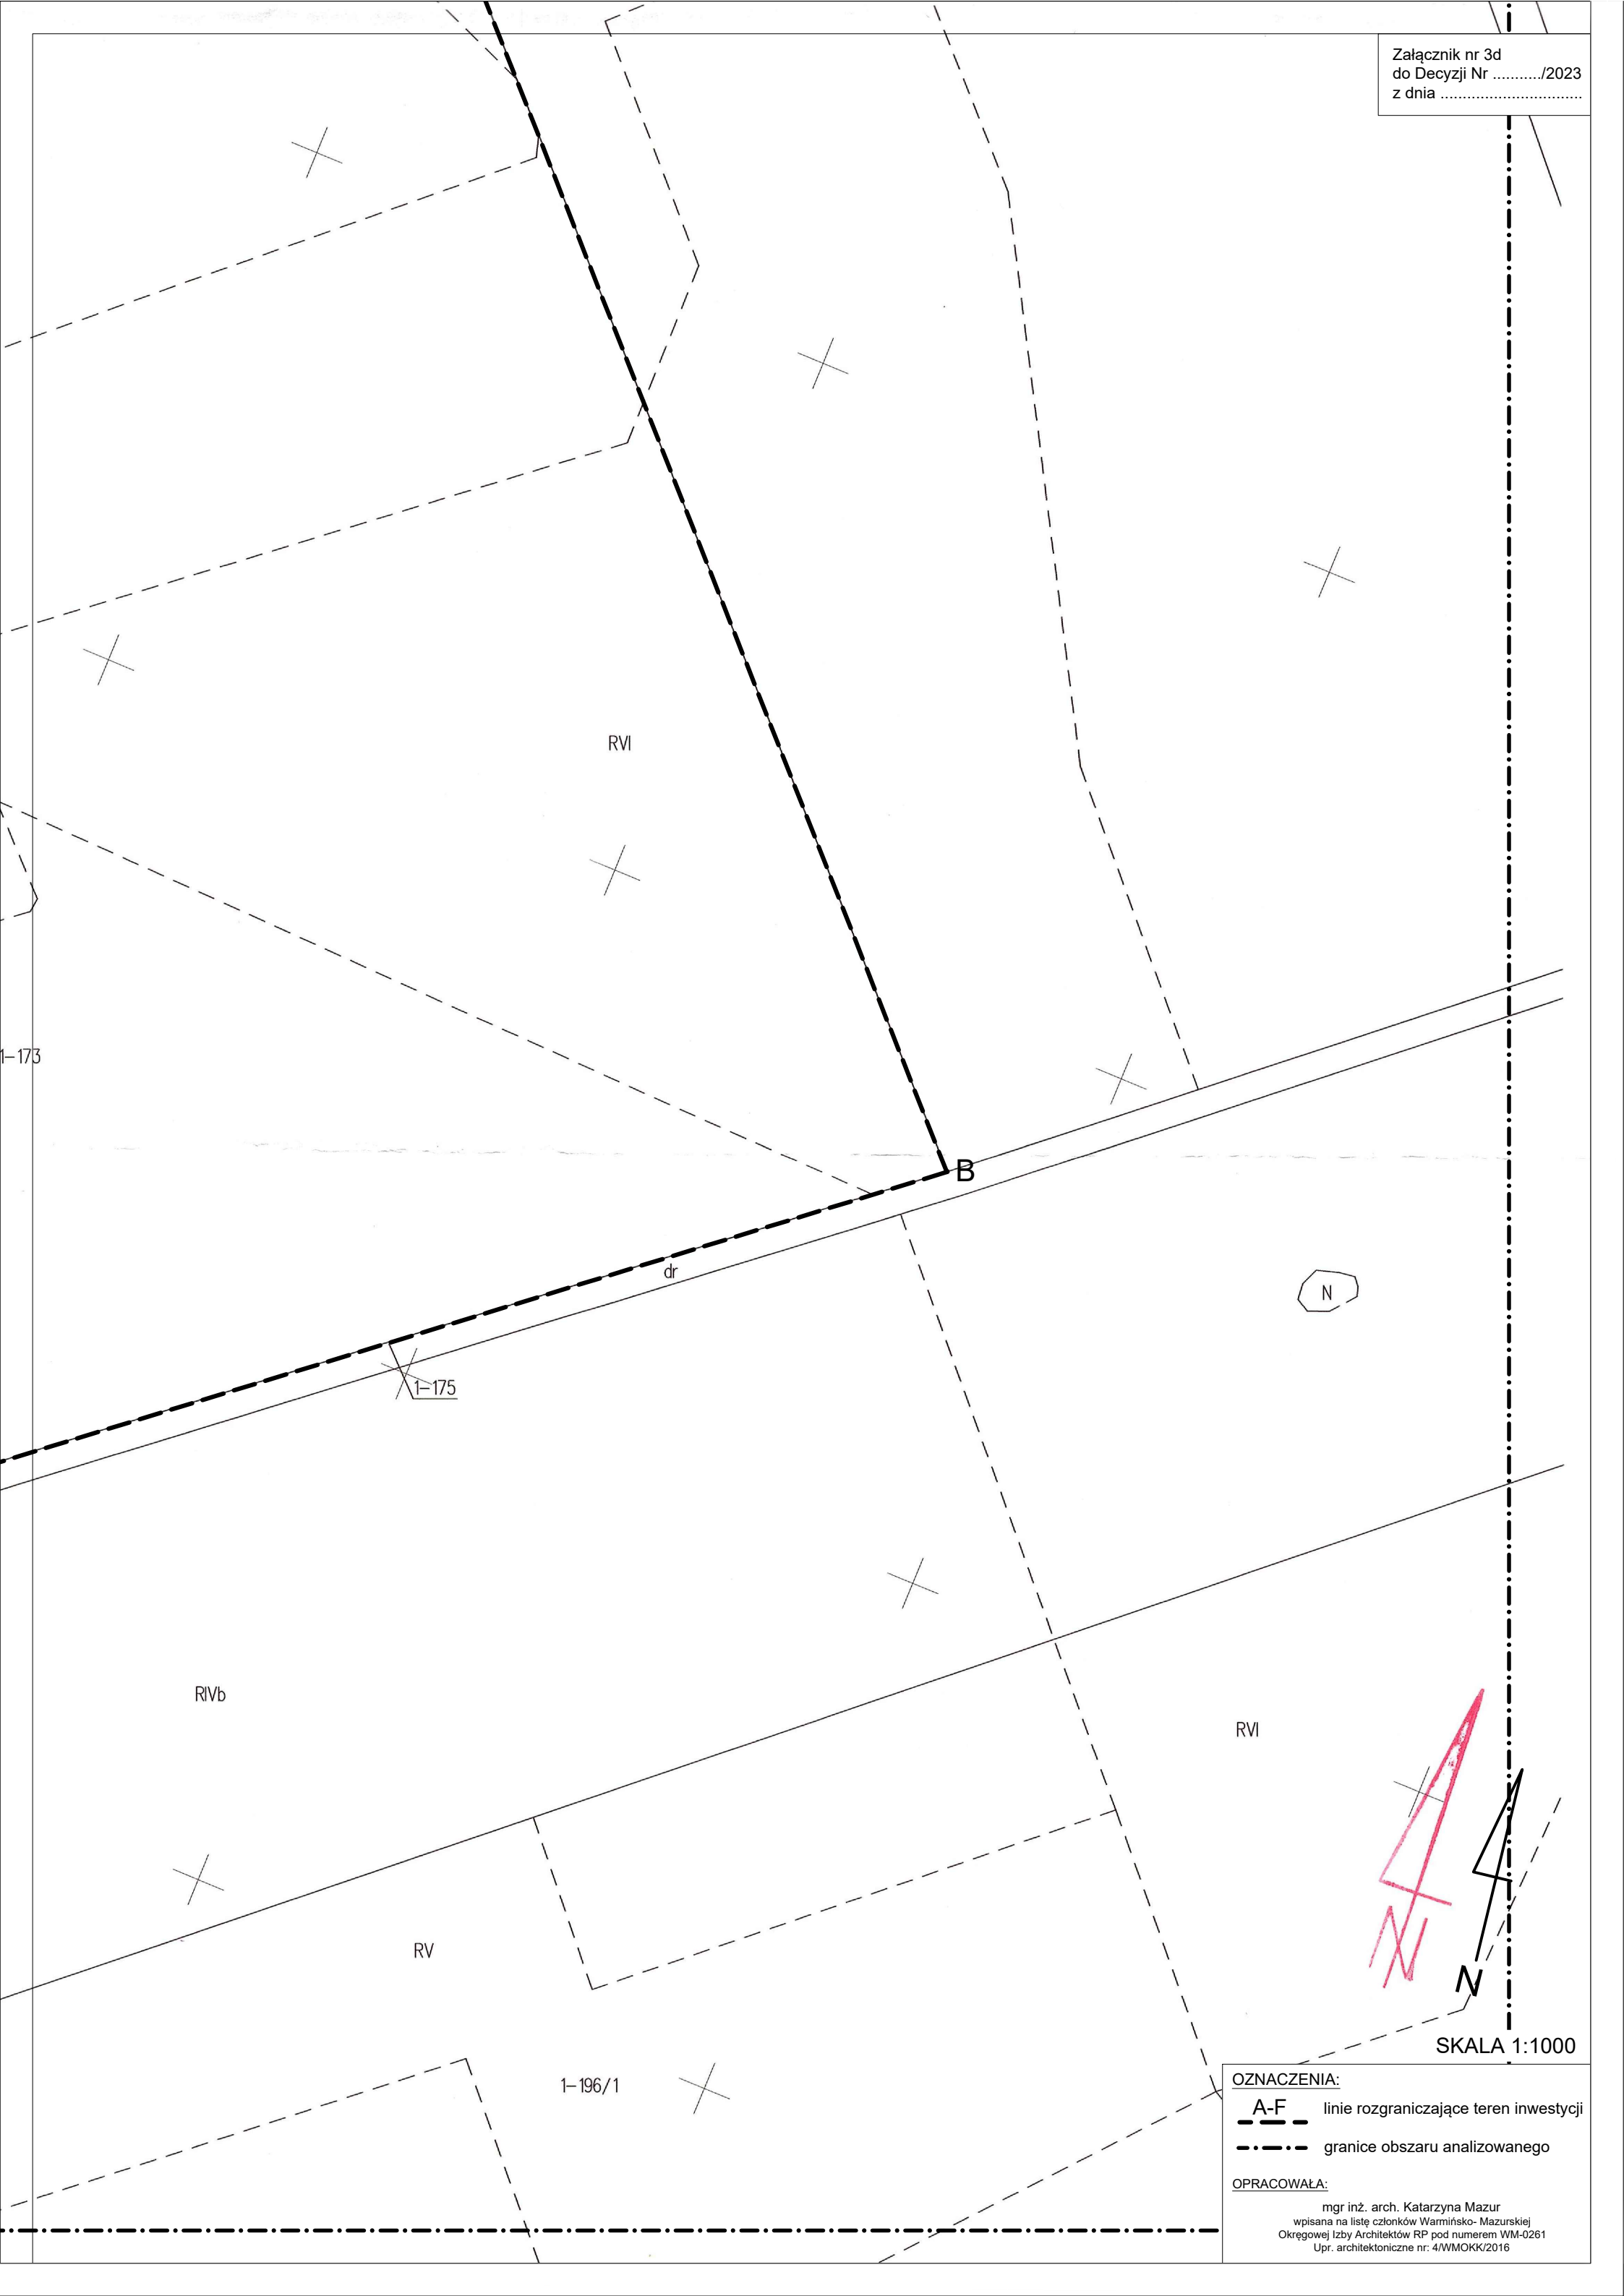 Załącznik nr 3d
do Decyzji Nr .........../2023
z dnia ................................
RVI
1-173
B
dr
N
1-175
RIVb
RVI
RV
N
N
SKALA 1:1000
1-196/1
OZNACZENIA:
A-F linie rozgraniczające teren inwestycji
granice obszaru analizowanego
OPRACOWAŁA:
mgr inż. arch. Katarzyna Mazur
wpisana na listę członków Warmińsko- Mazurskiej
Okręgowej Izby Architektów RP pod numerem WM-0261
Upr. architektoniczne nr: 4/WMOKK/2016